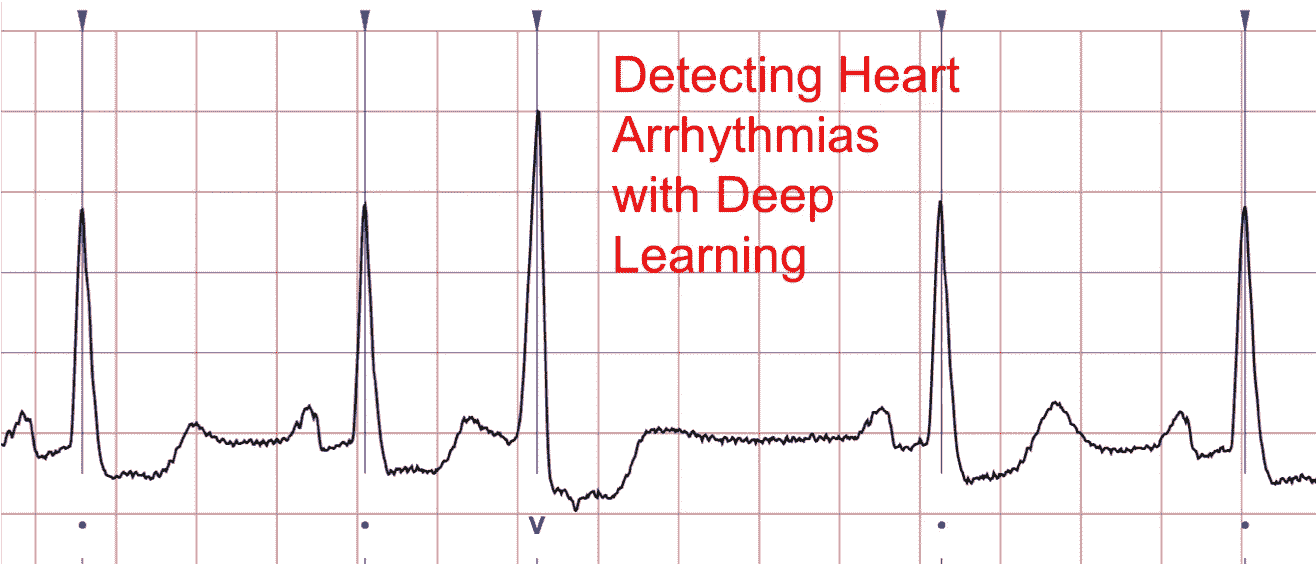 Detecting Heart
Arrhythmias
with Deep
Learning
• • V • •